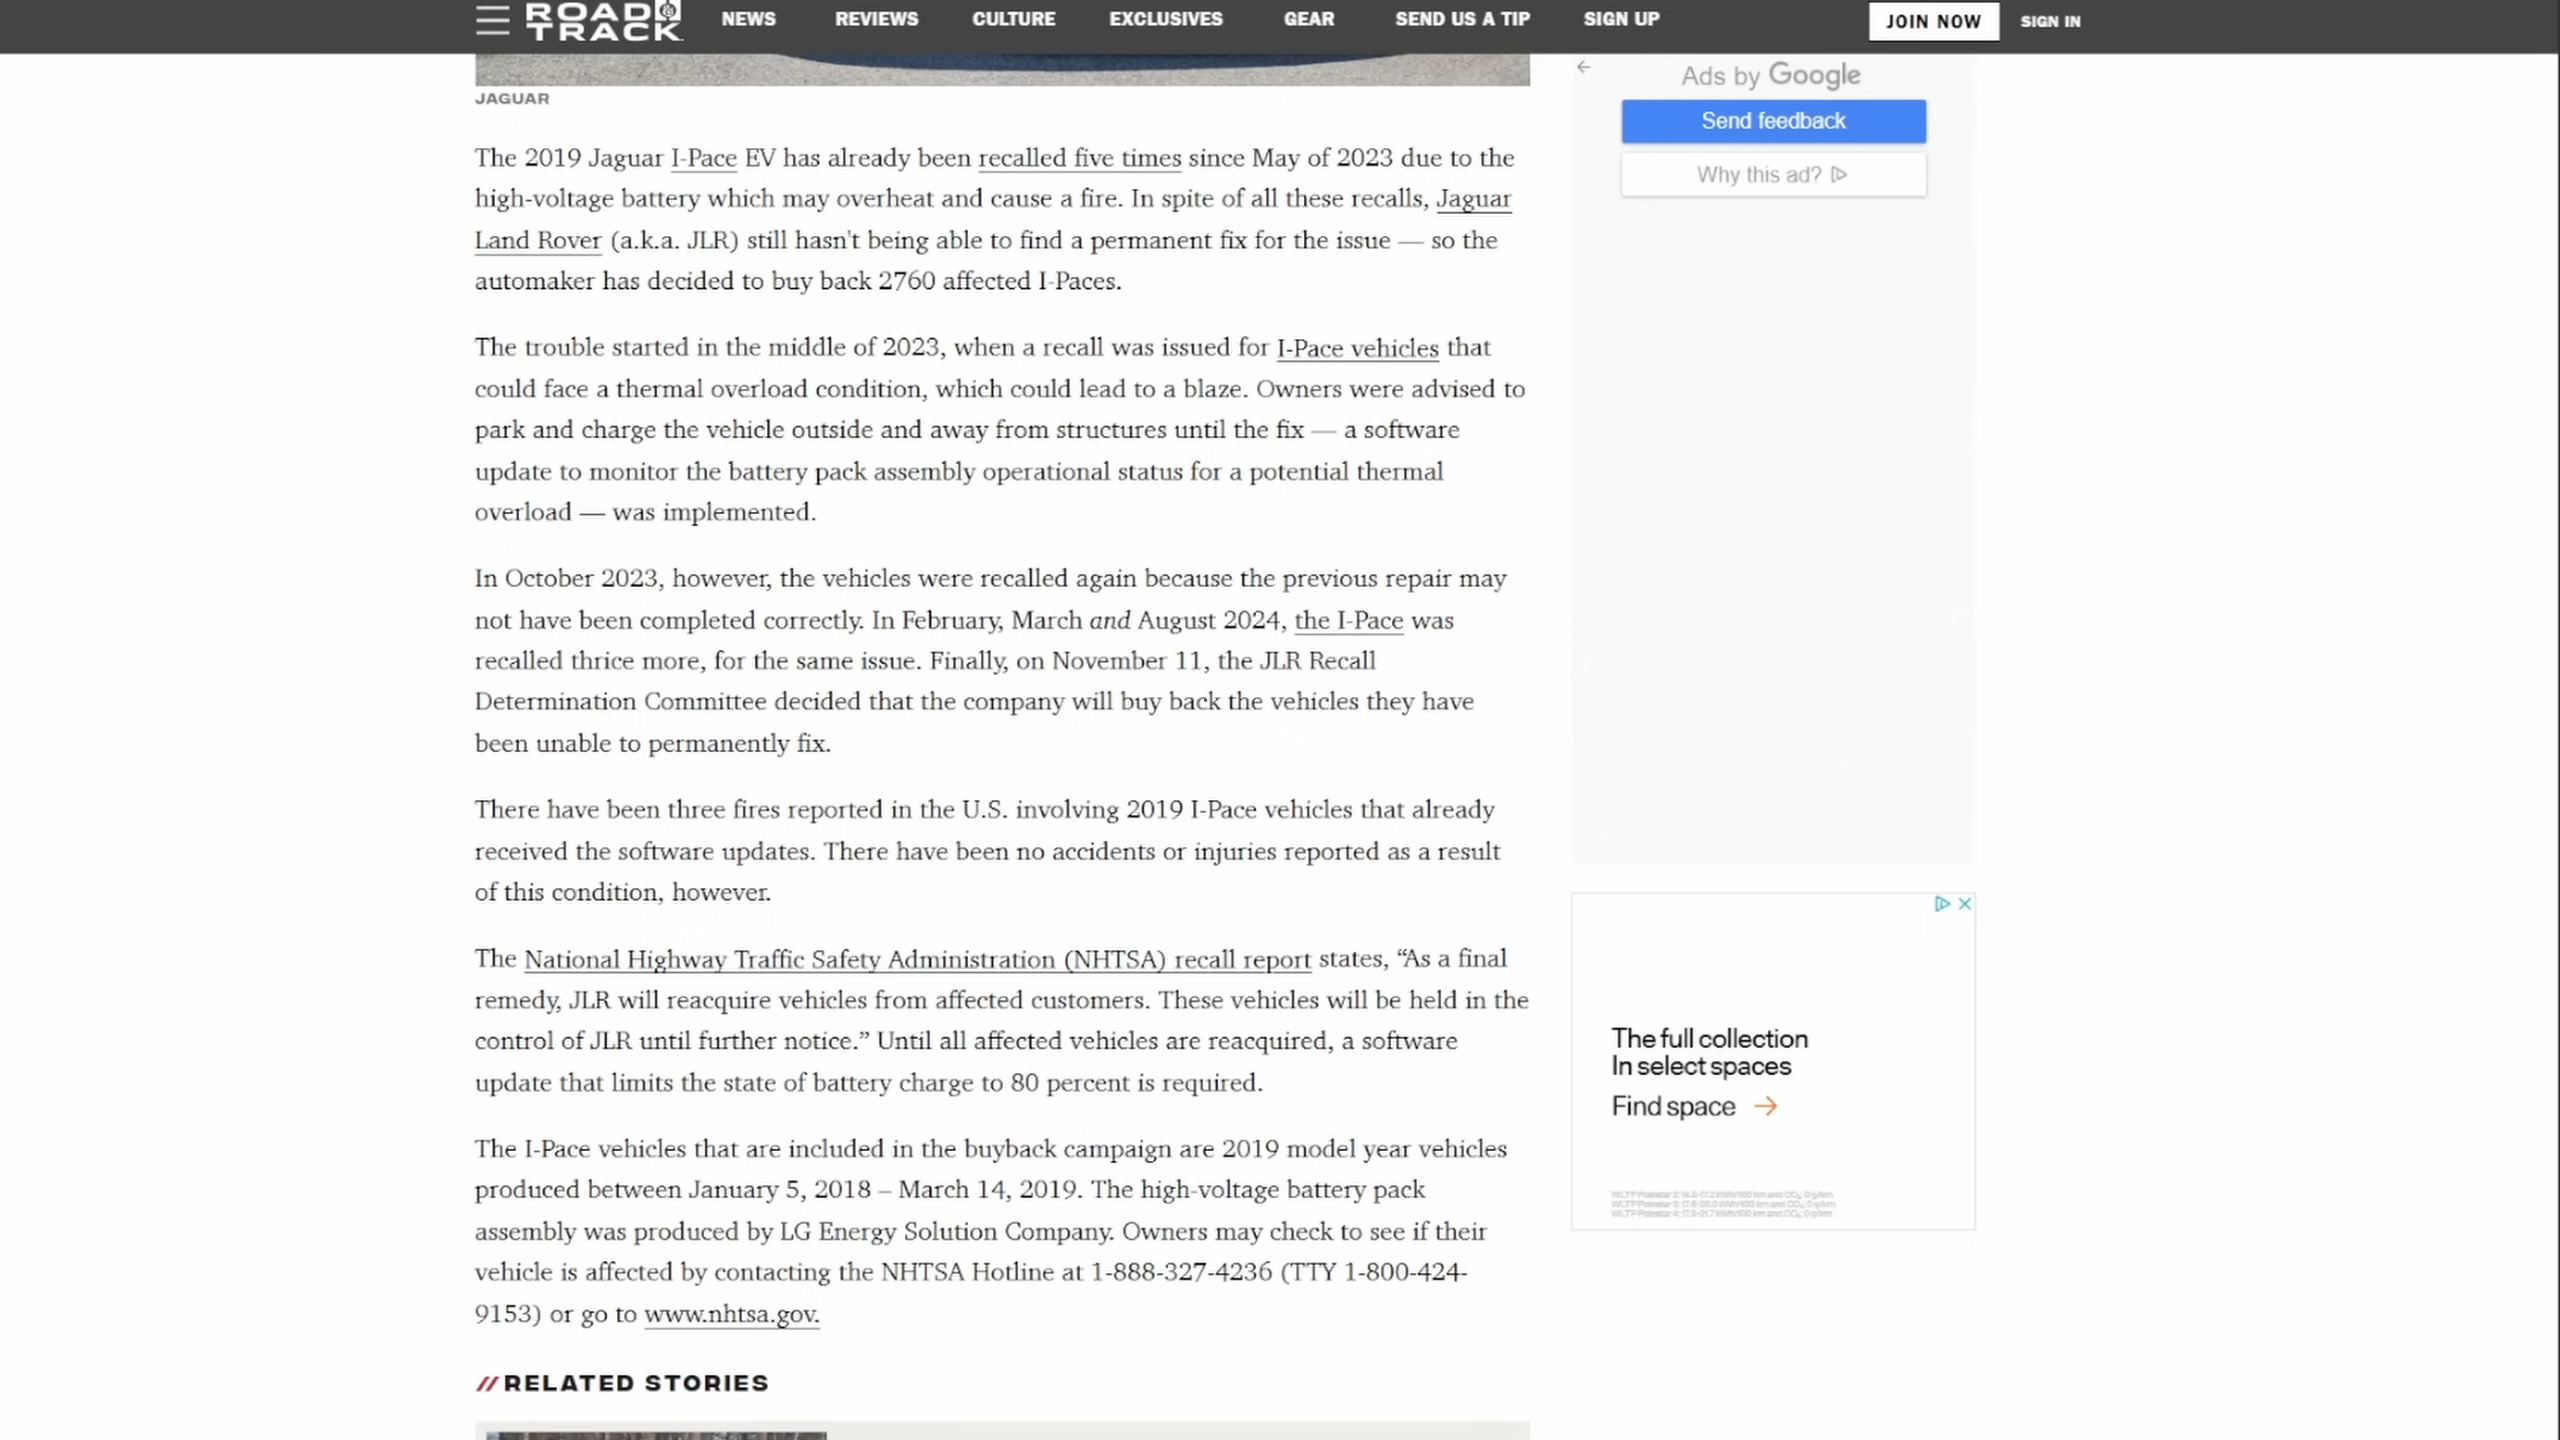 ROAD & TRACK
NEWS
REVIEWS
CULTURE
EXCLUSIVES
GEAR
SEND US A TIP
SIGN UP
JOIN NOW
SIGN IN
JAGUAR
The 2019 Jaguar I-Pace EV has already been recalled five times since May of 2023 due to the
high-voltage battery which may overheat and cause a fire. In spite of all these recalls, Jaguar
Land Rover (a.k.a. JLR) still hasn't being able to find a permanent fix for the issue — so the
automaker has decided to buy back 2760 affected I-Paces.
The trouble started in the middle of 2023, when a recall was issued for I-Pace vehicles that
could face a thermal overload condition, which could lead to a blaze. Owners were advised to
park and charge the vehicle outside and away from structures until the fix — a software
update to monitor the battery pack assembly operational status for a potential thermal
overload — was implemented.
In October 2023, however, the vehicles were recalled again because the previous repair may
not have been completed correctly. In February, March and August 2024, the I-Pace was
recalled thrice more, for the same issue. Finally, on November 11, the JLR Recall
Determination Committee decided that the company will buy back the vehicles they have
been unable to permanently fix.
There have been three fires reported in the U.S. involving 2019 I-Pace vehicles that already
received the software updates. There have been no accidents or injuries reported as a result
of this condition, however.
The National Highway Traffic Safety Administration (NHTSA) recall report states, “As a final
remedy, JLR will reacquire vehicles from affected customers. These vehicles will be held in the
control of JLR until further notice.” Until all affected vehicles are reacquired, a software
update that limits the state of battery charge to 80 percent is required.
The I-Pace vehicles that are included in the buyback campaign are 2019 model year vehicles
produced between January 5, 2018 – March 14, 2019. The high-voltage battery pack
assembly was produced by LG Energy Solution Company. Owners may check to see if their
vehicle is affected by contacting the NHTSA Hotline at 1-888-327-4236 (TTY 1-800-424-
9153) or go to www.nhtsa.gov.
// RELATED STORIES
Ads by Google
Send feedback
Why this ad?
The full collection
In select spaces
Find space →